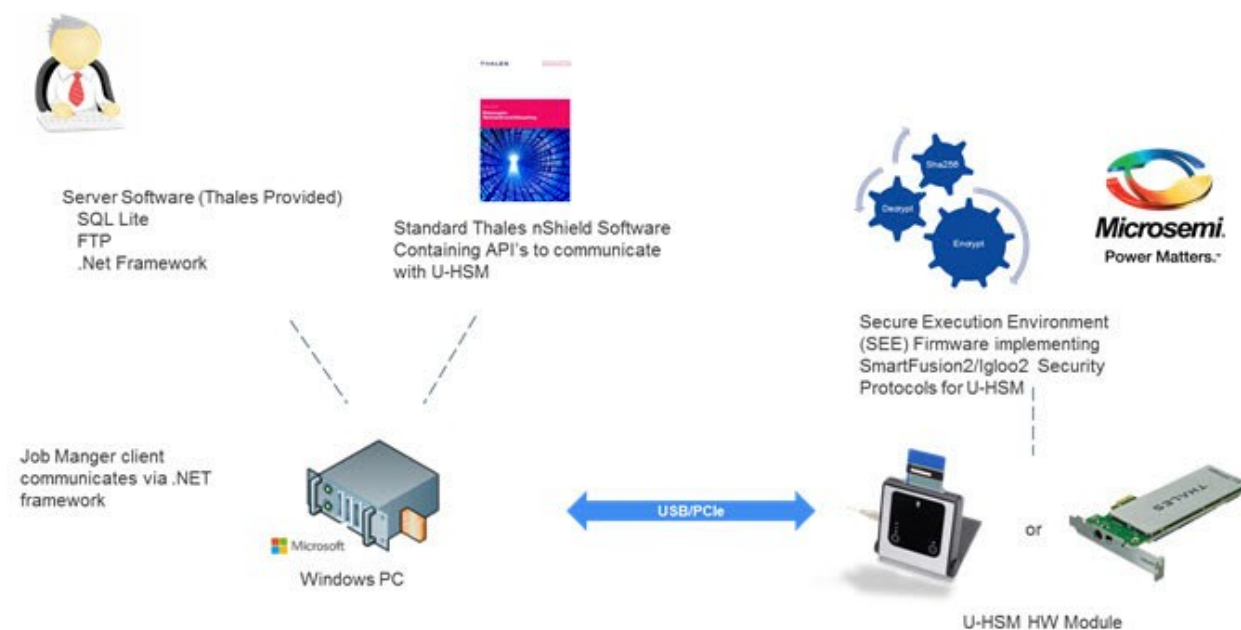 THALES
Server Software (Thales Provided)
SQL Lite
FTP
.Net Framework
Standard Thales nShield Software
Containing API's to communicate
with U-HSM
Sha256
Decrypt
Encrypt
Microsemi.
Power Matters.™
Secure Execution Environment
(SEE) Firmware implementing
SmartFusion2/Igloo2 Security
Protocols for U-HSM
Job Manger client
communicates via .NET
framework
Microsoft
Windows PC
USB/PCIe
THALES
or
U-HSM HW Module